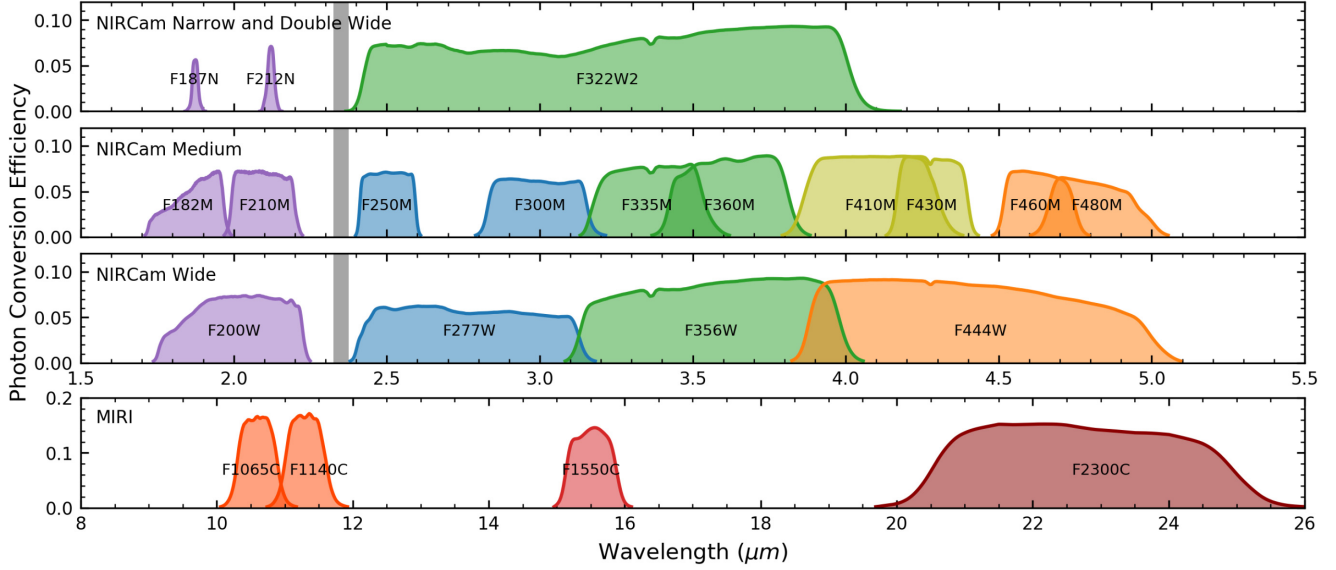 NIRCam Narrow and Double Wide
0.10
0.05
0.00
F187N
F212N
F322W2
NIRCam Medium
0.10
0.05
0.00
F182M
F210M
F250M
F300M
F335M
F360M
F410M
F430M
F460M
F480M
NIRCam Wide
0.10
0.05
0.00
F200W
F277W
F356W
F444W
1.5 2.0 2.5 3.0 3.5 4.0 4.5 5.0 5.5
MIRI
0.2
0.1
0.0
F1065C
F1140C
F1550C
F2300C
8 10 12 14 16 18 20 22 24 26
Wavelength (μm)
Photon Conversion Efficiency